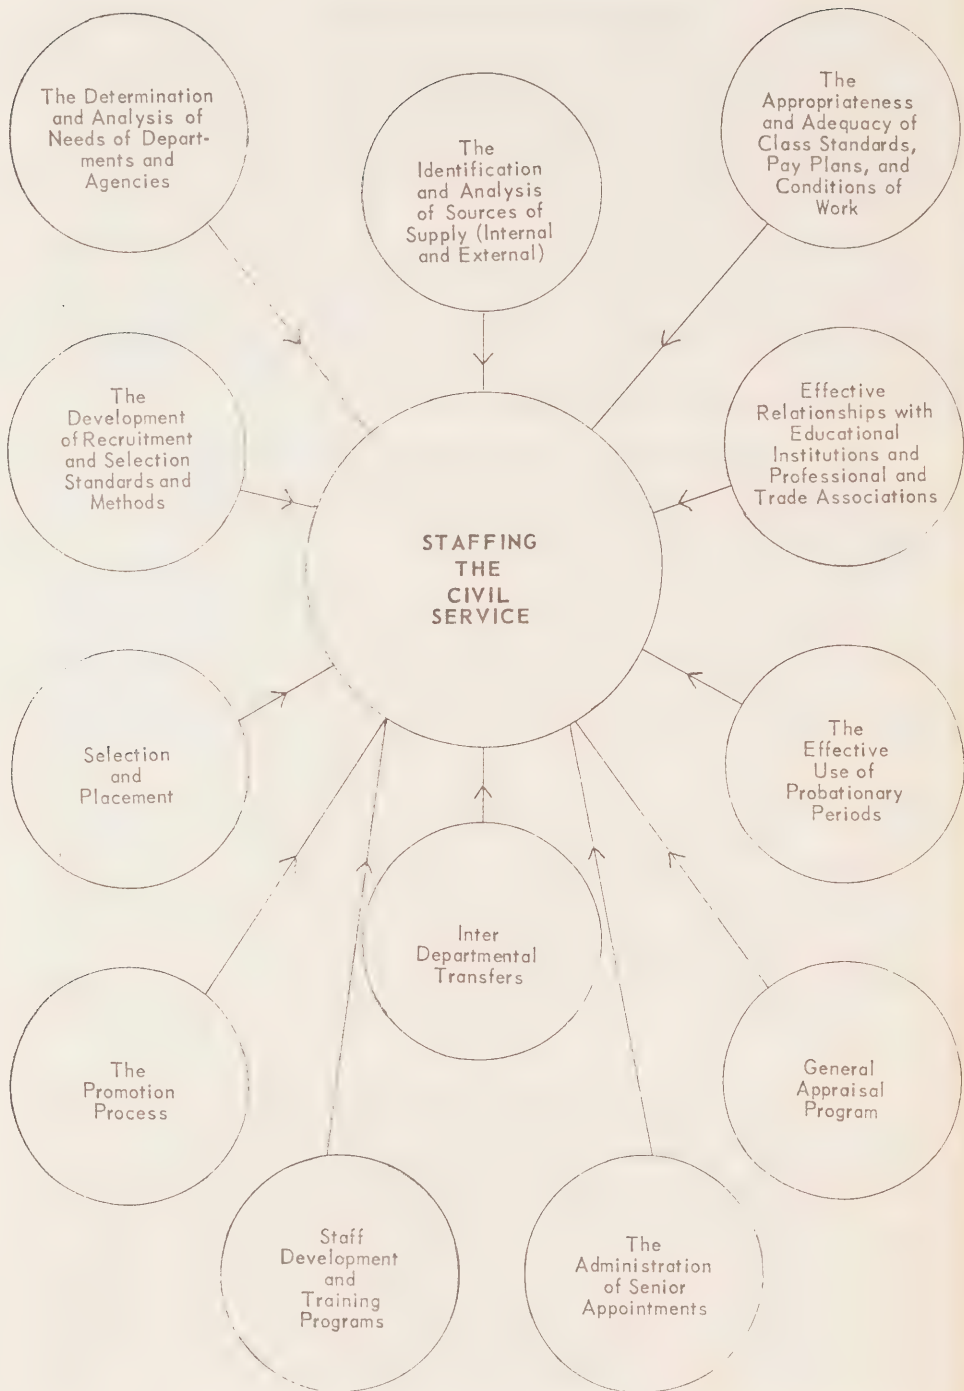 The Determination
and Analysis of
Needs of Depart-
ments and
Agencies
The
Identification
and Analysis
of Sources of
Supply (Internal
and External)
The
Appropriateness
and Adequacy of
Class Standards,
Pay Plans, and
Conditions of
Work
The
Development
of Recruitment
and Selection
Standards and
Methods
Effective
Relationships with
Educational
Institutions and
Professional and
Trade Associations
STAFFING
THE
CIVIL
SERVICE
Selection
and
Placement
The
Effective
Use of
Probationary
Periods
Inter
Departmental
Transfers
The
Promotion
Process
General
Appraisal
Program
Staff
Development
and
Training
Programs
The
Administration
of Senior
Appointments